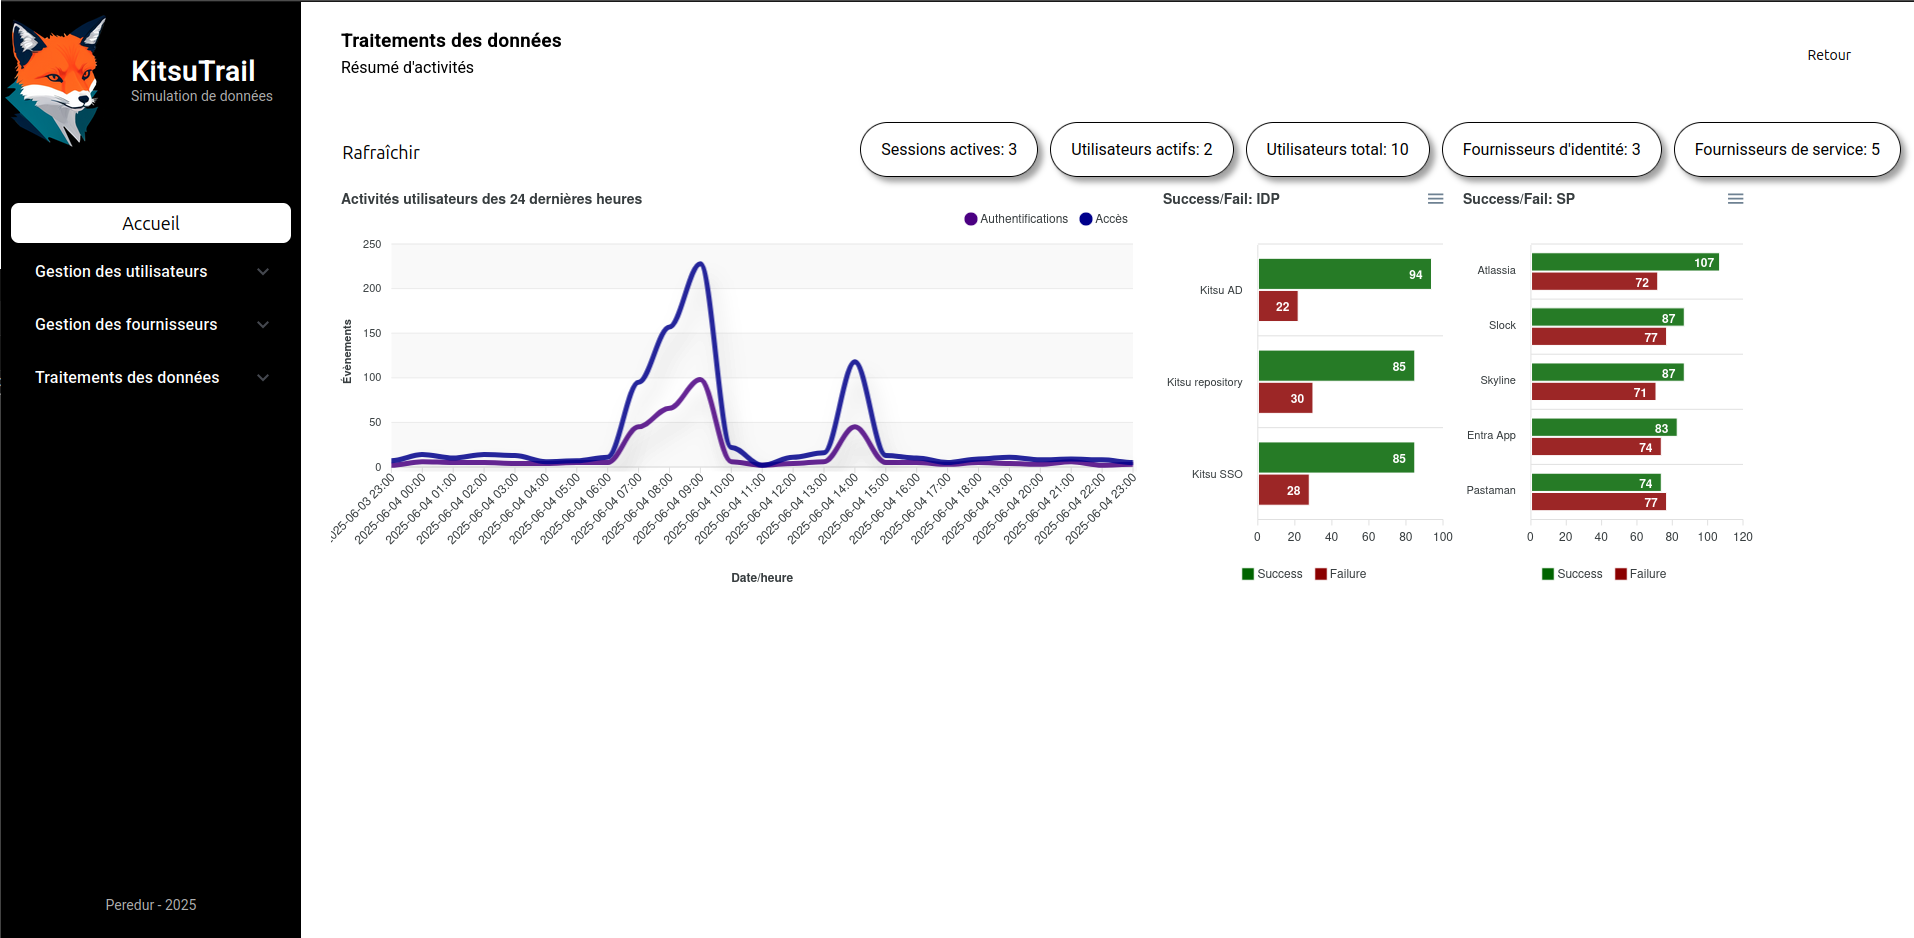 KitsuTrail
Simulation de données
Accueil
Gestion des utilisateurs
Gestion des fournisseurs
Traitements des données
Peredur - 2025
Traitements des données
Résumé d'activités
Retour
Rafraîchir
Sessions actives: 3
Utilisateurs actifs: 2
Utilisateurs total: 10
Fournisseurs d'identité: 3
Fournisseurs de service: 5
Activités utilisateurs des 24 dernières heures
Authentifications
Accès
Évènements
250
200
150
100
50
0
2025-06-03 23:00
2025-06-04 00:00
2025-06-04 01:00
2025-06-04 02:00
2025-06-04 03:00
2025-06-04 04:00
2025-06-04 05:00
2025-06-04 06:00
2025-06-04 07:00
2025-06-04 08:00
2025-06-04 09:00
2025-06-04 10:00
2025-06-04 11:00
2025-06-04 12:00
2025-06-04 13:00
2025-06-04 14:00
2025-06-04 15:00
2025-06-04 16:00
2025-06-04 17:00
2025-06-04 18:00
2025-06-04 19:00
2025-06-04 20:00
2025-06-04 21:00
2025-06-04 22:00
2025-06-04 23:00
Date/heure
Success/Fail: IDP
Kitsu AD
94
22
Kitsu repository
85
30
Kitsu SSO
85
28
0 20 40 60 80 100
Success Failure
Success/Fail: SP
Atlassia
107
72
Slock
87
77
Skyline
87
71
Entra App
83
74
Pastaman
74
77
0 20 40 60 80 100 120
Success Failure